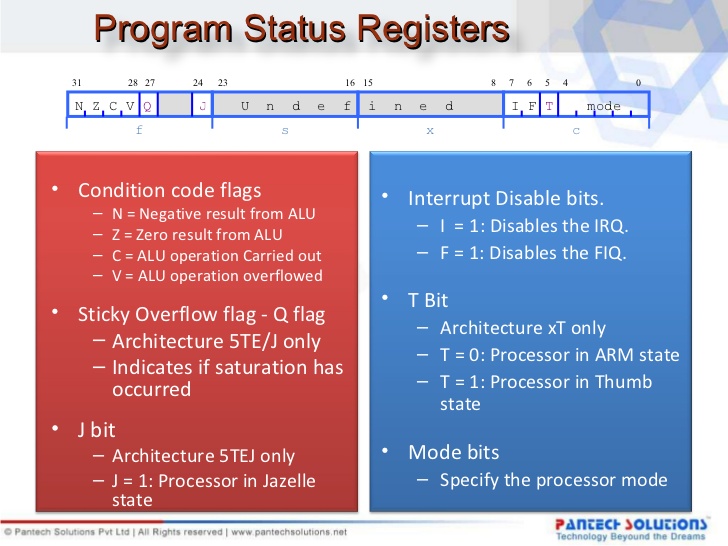 Program Status Registers
31 28 27 24 23 16 15 8 7 6 5 4 0
N Z C V Q J U n d e f i n e d I F T mode
f s x c
• Condition code flags
– N = Negative result from ALU
– Z = Zero result from ALU
– C = ALU operation Carried out
– V = ALU operation overflowed
• Sticky Overflow flag - Q flag
– Architecture 5TE/J only
– Indicates if saturation has
occurred
• J bit
– Architecture 5TEJ only
– J = 1: Processor in Jazelle
state
• Interrupt Disable bits.
– I = 1: Disables the IRQ.
– F = 1: Disables the FIQ.
• T Bit
– Architecture xT only
– T = 0: Processor in ARM state
– T = 1: Processor in Thumb
state
• Mode bits
– Specify the processor mode
© Pantech Solutions Pvt Ltd | All Rights reserved | www.pantechsolutions.net
PANTECH SOLUTIONS
Technology Beyond the Dreams